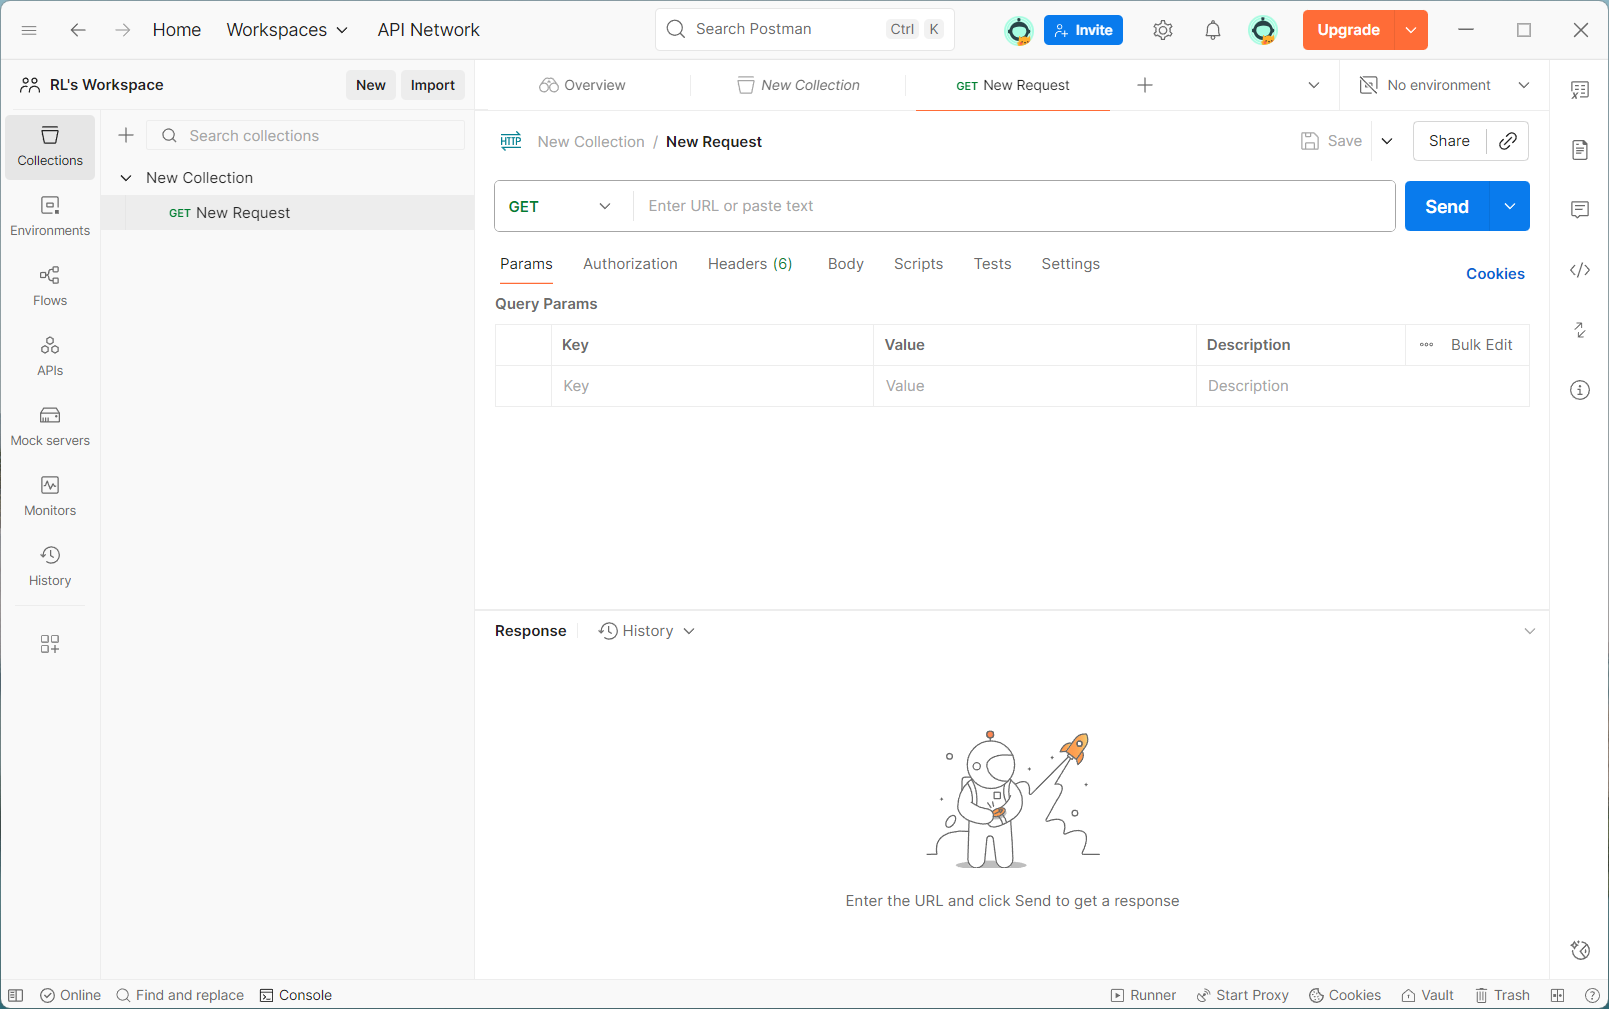 Home Workspaces API Network Search Postman Ctrl K Invite Upgrade
RL's Workspace New Import Overview New Collection GET New Request No environment
Collections
Search collections
New Collection
GET New Request
Environments
Flows
APIs
Mock servers
Monitors
History
HTTP New Collection / New Request Save Share
GET Enter URL or paste text Send
Params Authorization Headers (6) Body Scripts Tests Settings Cookies
Query Params
Key Value Description Bulk Edit
Key Value Description
Response History
Enter the URL and click Send to get a response
Online Find and replace Console Runner Start Proxy Cookies Vault Trash